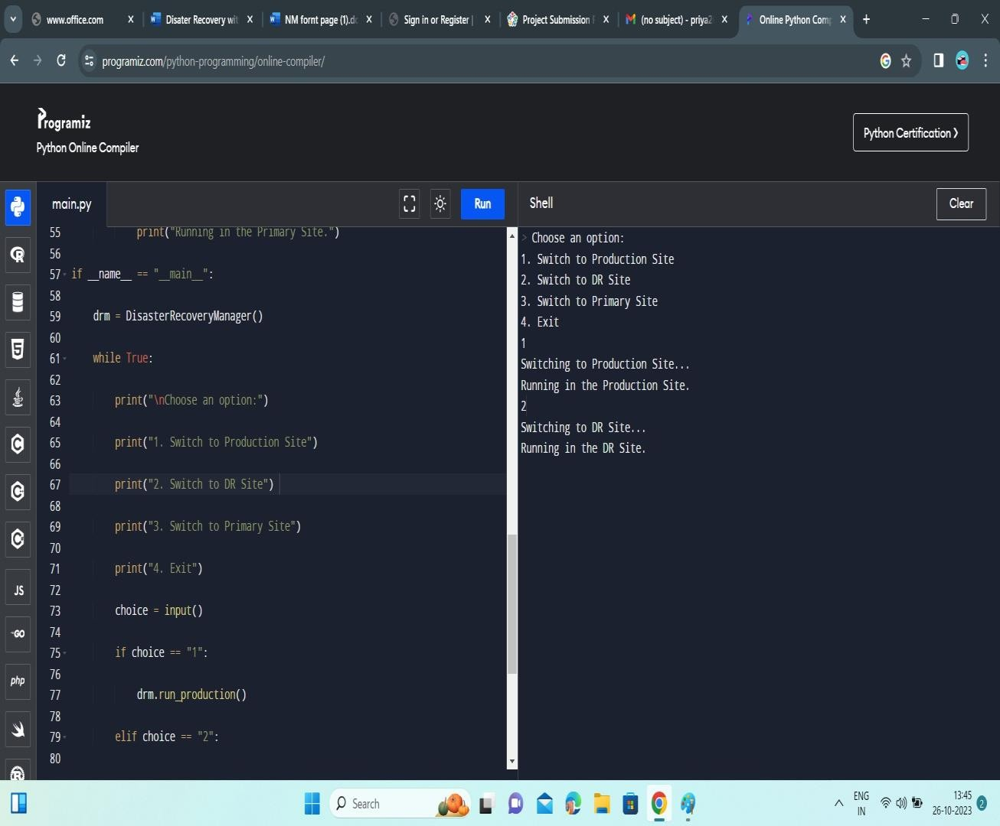 www.office.com
Disater Recovery wit
NM fornt page (1).dc
Sign in or Register |
Project Submission F
(no subject) - priya2
Online Python Comp
programiz.com/python-programming/online-compiler/
Programiz
Python Online Compiler
Python Certification ❯
main.py
Run
Shell
Clear
55 print("Running in the Primary Site.")
56
57 if __name__ == "__main__":
58
59 drm = DisasterRecoveryManager()
60
61 while True:
62
63 print("\nChoose an option:")
64
65 print("1. Switch to Production Site")
66
67 print("2. Switch to DR Site")
68
69 print("3. Switch to Primary Site")
70
71 print("4. Exit")
72
73 choice = input()
74
75 if choice == "1":
76
77 drm.run_production()
78
79 elif choice == "2":
80
> Choose an option:
1. Switch to Production Site
2. Switch to DR Site
3. Switch to Primary Site
4. Exit
1
Switching to Production Site...
Running in the Production Site.
2
Switching to DR Site...
Running in the DR Site.
JS
GO
php
Search
ENG
IN
13:45
26-10-2023
2